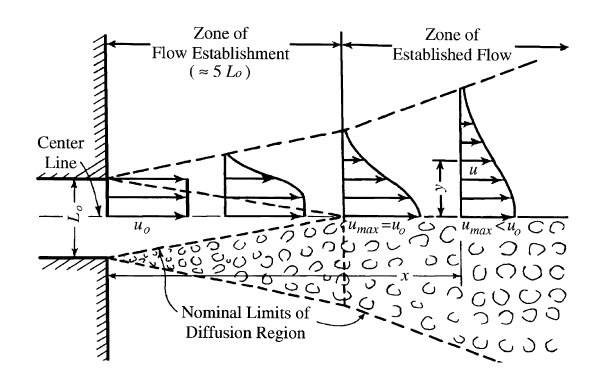 Zone of
Flow Establishment
(≈ 5 Lo)
Zone of
Established Flow
Center
Line
Lo
uo
umax=uo
umax<uo
u
y
x
Nominal Limits of
Diffusion Region